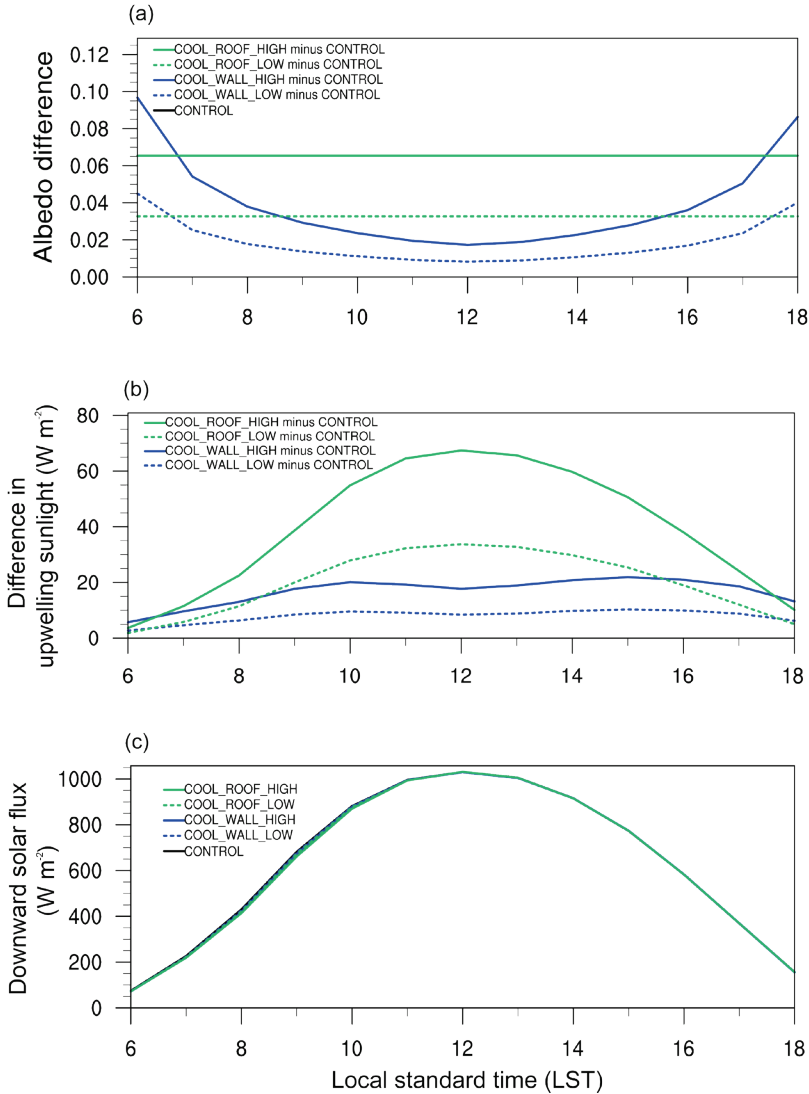 (a)
0.12
0.10
0.08
0.06
0.04
0.02
0.00
Albedo difference
COOL_ROOF_HIGH minus CONTROL
COOL_ROOF_LOW minus CONTROL
COOL_WALL_HIGH minus CONTROL
COOL_WALL_LOW minus CONTROL
CONTROL
6 8 10 12 14 16 18
(b)
80
60
40
20
0
Difference in
upwelling sunlight (W m⁻²)
COOL_ROOF_HIGH minus CONTROL
COOL_ROOF_LOW minus CONTROL
COOL_WALL_HIGH minus CONTROL
COOL_WALL_LOW minus CONTROL
6 8 10 12 14 16 18
(c)
1000
800
600
400
200
0
Downward solar flux
(W m⁻²)
COOL_ROOF_HIGH
COOL_ROOF_LOW
COOL_WALL_HIGH
COOL_WALL_LOW
CONTROL
6 8 10 12 14 16 18
Local standard time (LST)